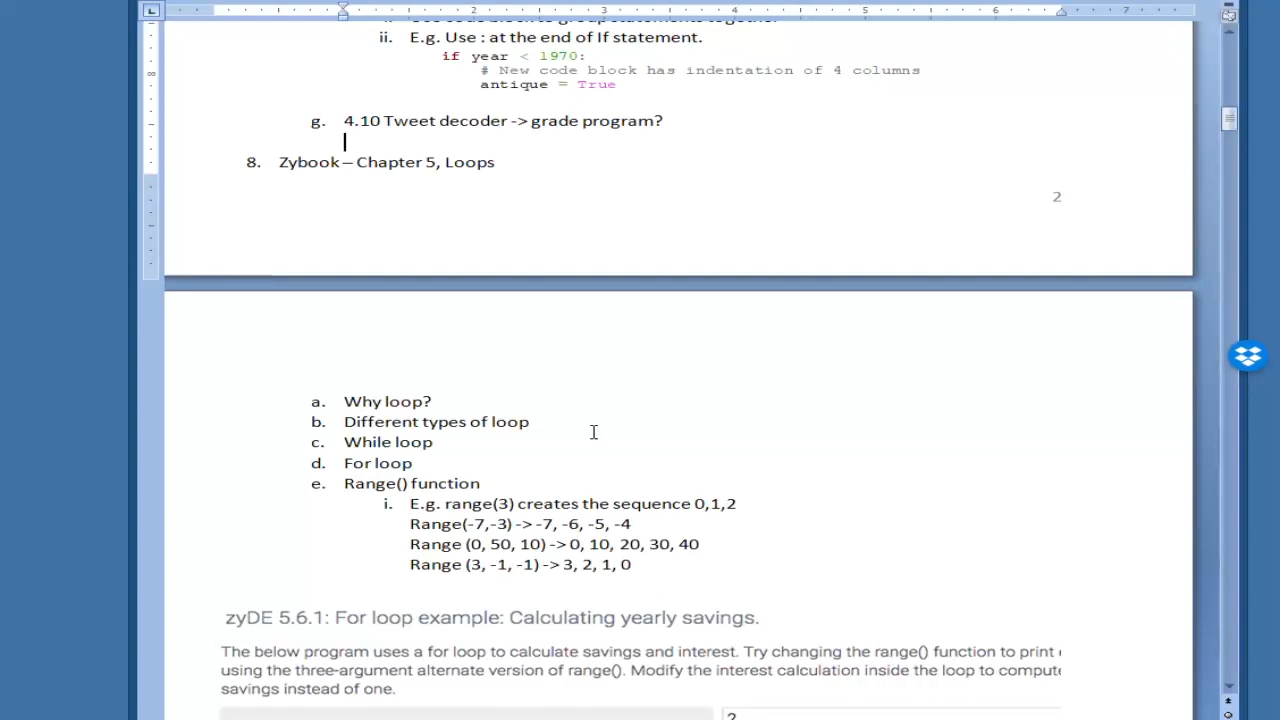 2 3 4 5 6 7
ii. E.g. Use : at the end of If statement.
if year < 1970:
# New code block has indentation of 4 columns
antique = True
g. 4.10 Tweet decoder -> grade program?
8. Zybook – Chapter 5, Loops
2
a. Why loop?
b. Different types of loop
c. While loop
d. For loop
e. Range() function
i. E.g. range(3) creates the sequence 0,1,2
Range(-7,-3) -> -7, -6, -5, -4
Range (0, 50, 10) -> 0, 10, 20, 30, 40
Range (3, -1, -1) -> 3, 2, 1, 0
zyDE 5.6.1: For loop example: Calculating yearly savings.
The below program uses a for loop to calculate savings and interest. Try changing the range() function to print
using the three-argument alternate version of range(). Modify the interest calculation inside the loop to compute
savings instead of one.